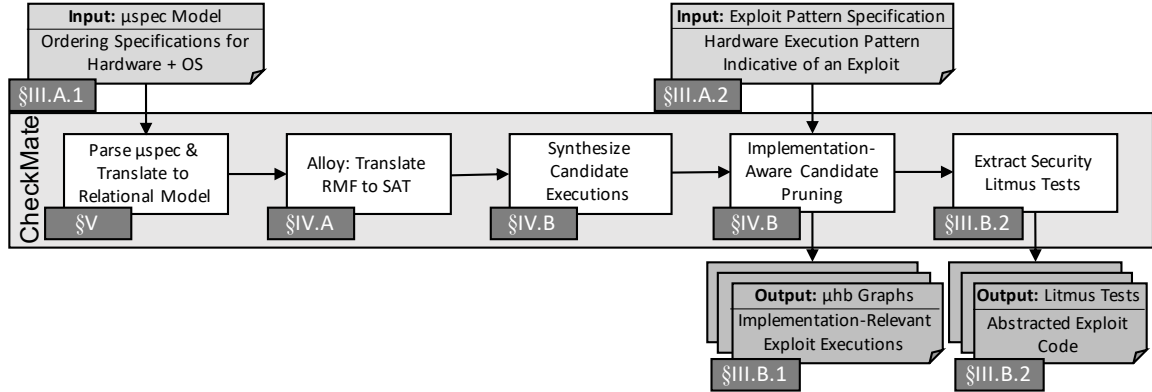 Input: μspec Model
Ordering Specifications for
Hardware + OS
§III.A.1
Input: Exploit Pattern Specification
Hardware Execution Pattern
Indicative of an Exploit
§III.A.2
CheckMate
Parse μspec &
Translate to
Relational Model
§V
Alloy: Translate
RMF to SAT
§IV.A
Synthesize
Candidate
Executions
§IV.B
Implementation-
Aware Candidate
Pruning
§IV.B
Extract Security
Litmus Tests
§III.B.2
Output: μhb Graphs
Implementation-Relevant
Exploit Executions
§III.B.1
Output: Litmus Tests
Abstracted Exploit
Code
§III.B.2